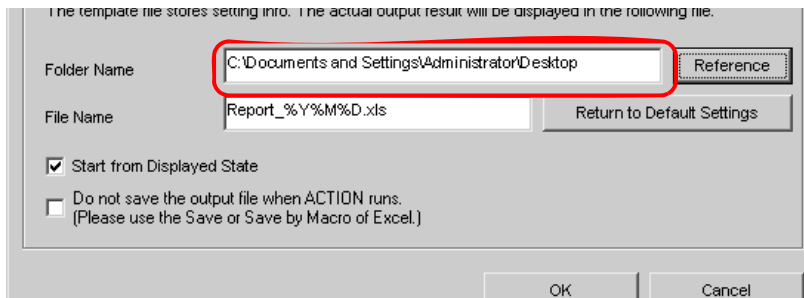 The template file stores setting info. The actual output result will be displayed in the following file.
Folder Name C:\Documents and Settings\Administrator\Desktop Reference
File Name Report_%Y%M%D.xls Return to Default Settings
Start from Displayed State
Do not save the output file when ACTION runs.
(Please use the Save or Save by Macro of Excel.)
OK Cancel